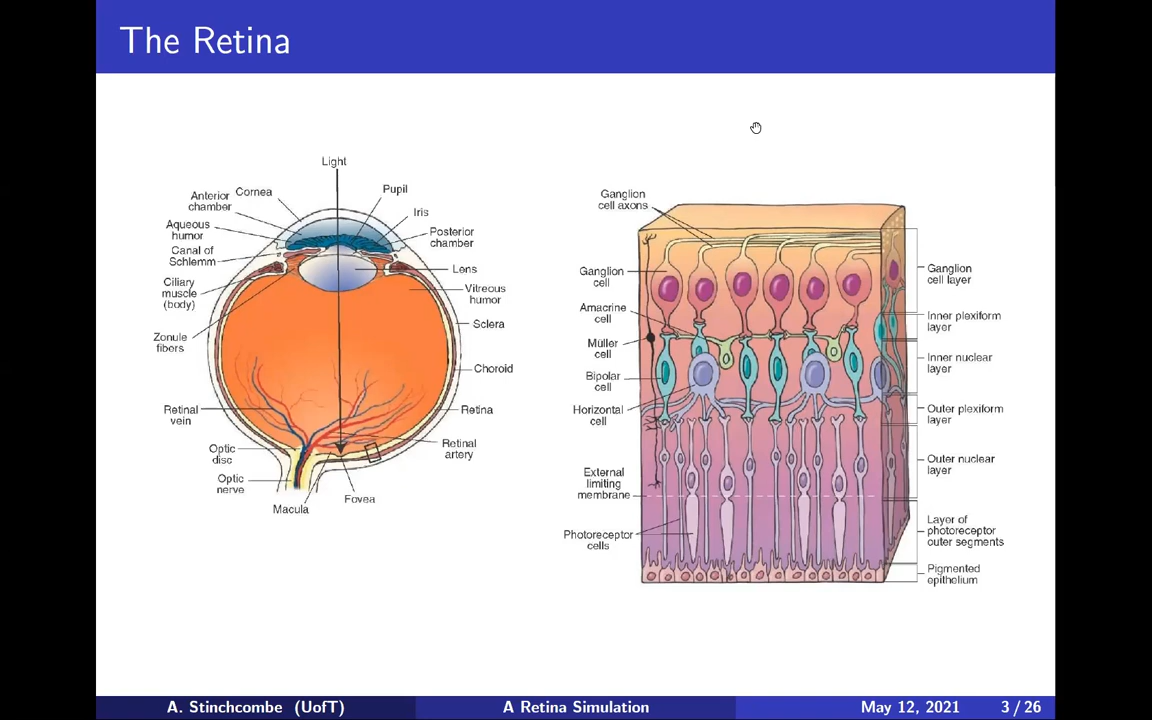 The Retina
Light
Cornea
Anterior
chamber
Aqueous
humor
Canal of
Schlemm
Ciliary
muscle
(body)
Zonule
fibers
Retinal
vein
Optic
disc
Optic
nerve
Macula
Fovea
Pupil
Iris
Posterior
chamber
Lens
Vitreous
humor
Sclera
Choroid
Retina
Retinal
artery
Ganglion
cell axons
Ganglion
cell
Amacrine
cell
Müller
cell
Bipolar
cell
Horizontal
cell
External
limiting
membrane
Photoreceptor
cells
Ganglion
cell layer
Inner plexiform
layer
Inner nuclear
layer
Outer plexiform
layer
Outer nuclear
layer
Layer of
photoreceptor
outer segments
Pigmented
epithelium
A. Stinchcombe (UofT) A Retina Simulation May 12, 2021 3 / 26